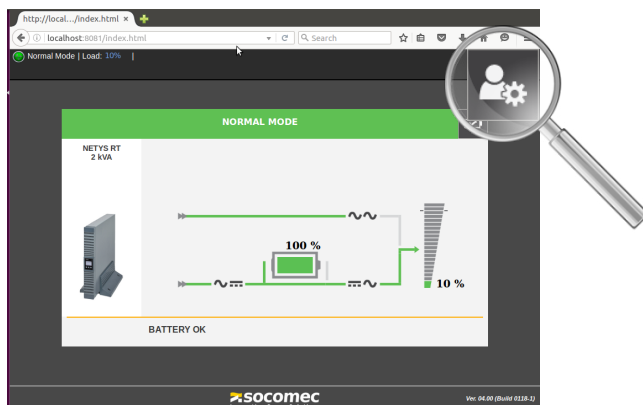 http://local.../index.html ×
localhost:8081/index.html
Search
Normal Mode | Load: 10% |
NORMAL MODE
NETYS RT
2 kVA
100 %
10 %
BATTERY OK
socomec
Ver. 04.00 (Build 0118-1)